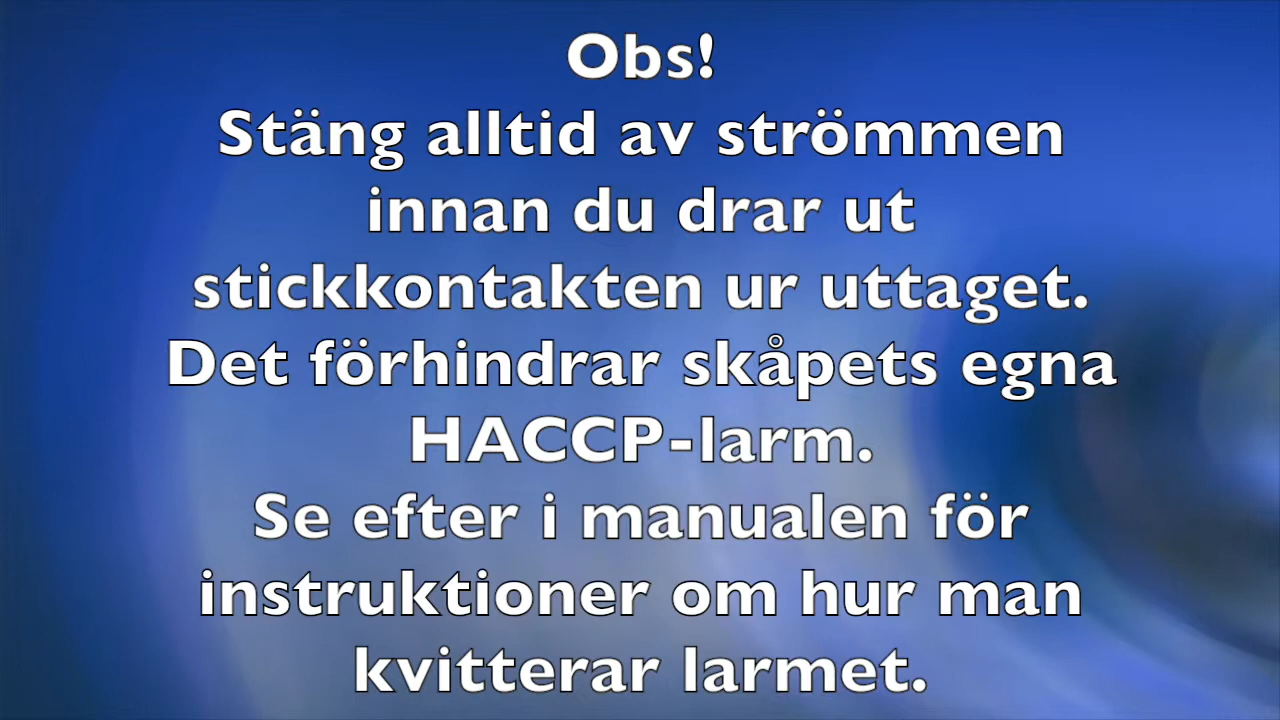 Obs!
Stäng alltid av strömmen
innan du drar ut
stickkontakten ur uttaget.
Det förhindrar skåpets egna
HACCP-larm.
Se efter i manualen för
instruktioner om hur man
kvitterar larmet.